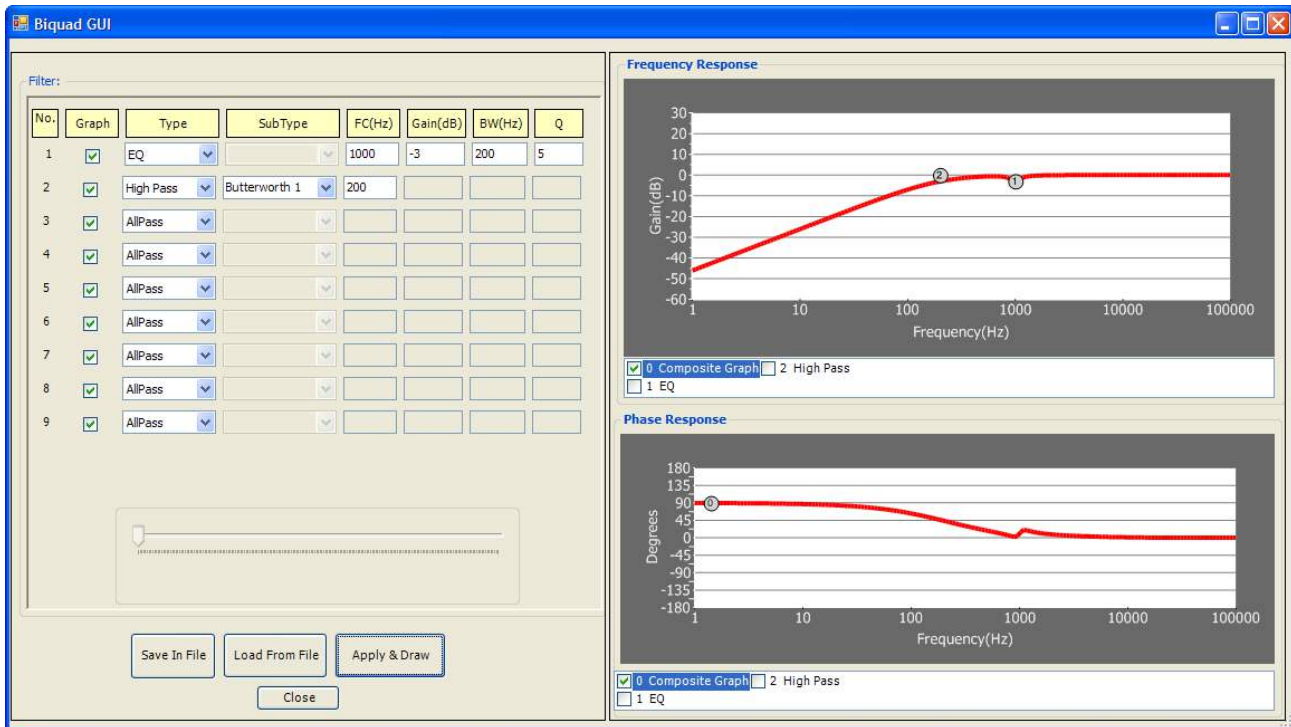 Biquad GUI
Filter:
No. Graph Type SubType FC(Hz) Gain(dB) BW(Hz) Q
1 EQ 1000 -3 200 5
2 High Pass Butterworth 1 200
3 AllPass
4 AllPass
5 AllPass
6 AllPass
7 AllPass
8 AllPass
9 AllPass
Save In File Load From File Apply & Draw
Close
Frequency Response
30
20
10
0
-10
-20
-30
-40
-50
-60
Gain(dB)
2
1
1 10 100 1000 10000 100000
Frequency(Hz)
0 Composite Graph 2 High Pass
1 EQ
Phase Response
180
135
90
45
0
-45
-90
-135
-180
Degrees
0
1 10 100 1000 10000 100000
Frequency(Hz)
0 Composite Graph 2 High Pass
1 EQ